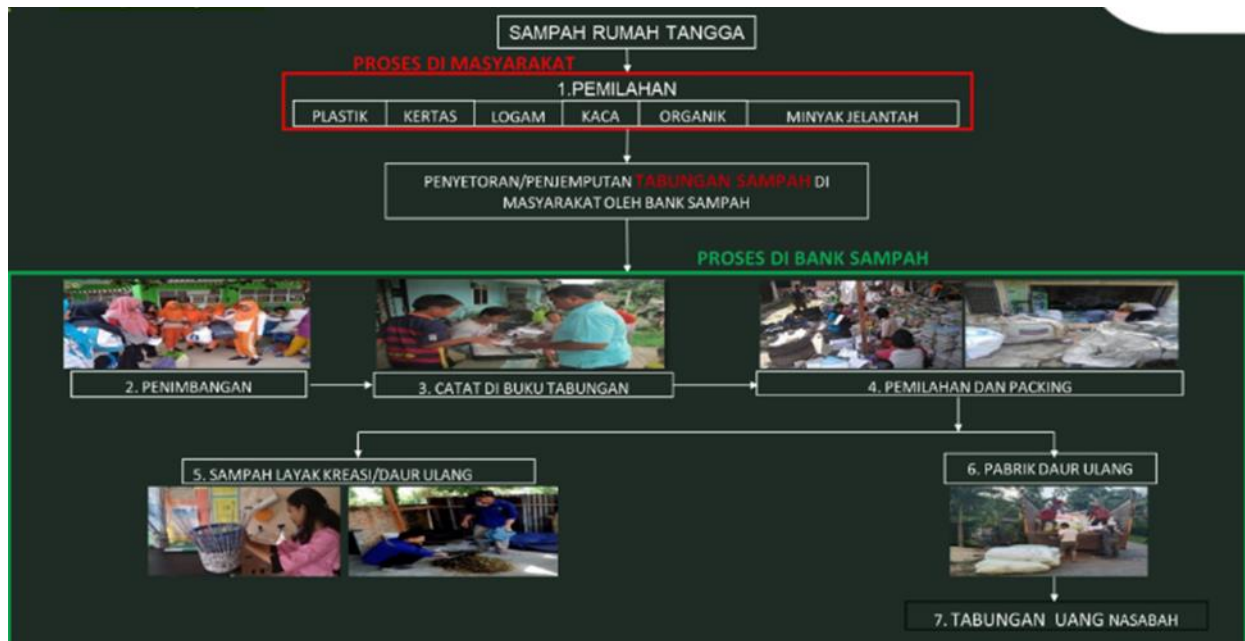 SAMPAH RUMAH TANGGA
PROSES DI MASYARAKAT
1.PEMILAHAN
PLASTIK KERTAS LOGAM KACA ORGANIK MINYAK JELANTAH
PENYETORAN/PENJEMPUTAN TABUNGAN SAMPAH DI
MASYARAKAT OLEH BANK SAMPAH
PROSES DI BANK SAMPAH
2. PENIMBANGAN
3. CATAT DI BUKU TABUNGAN
4. PEMILAHAN DAN PACKING
5. SAMPAH LAYAK KREASI/DAUR ULANG
6. PABRIK DAUR ULANG
7. TABUNGAN UANG NASABAH